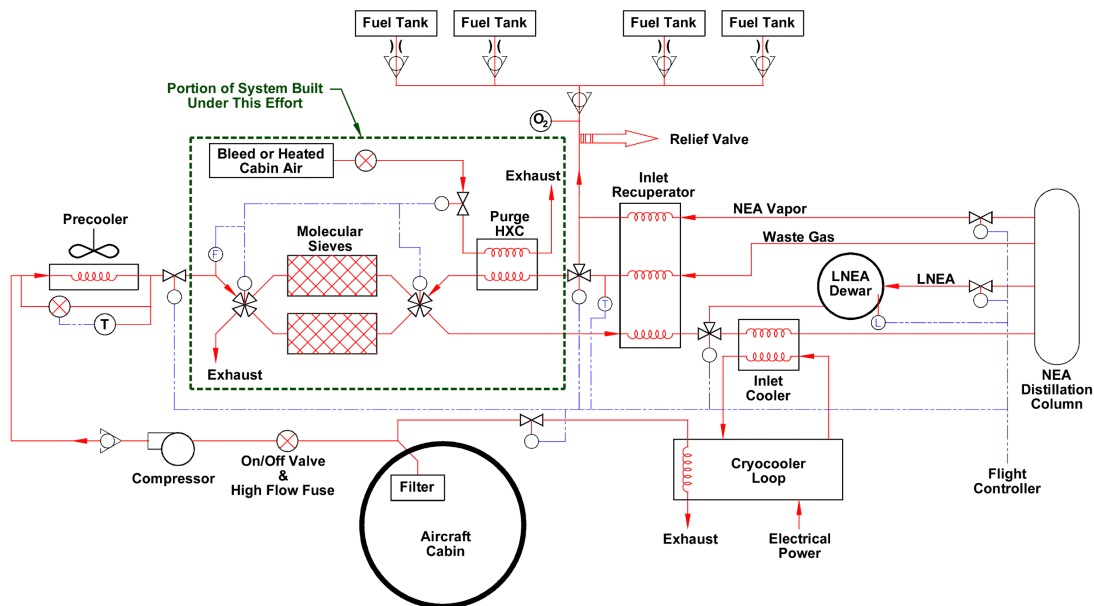 Fuel Tank
Fuel Tank
Fuel Tank
Fuel Tank
Portion of System Built
Under This Effort
O2
Relief Valve
Bleed or Heated
Cabin Air
Exhaust
Inlet
Recuperator
Precooler
Molecular
Sieves
Purge
HXC
NEA Vapor
Waste Gas
F
LNEA
Dewar
LNEA
T
T
L
Exhaust
Inlet
Cooler
NEA
Distillation
Column
Compressor
On/Off Valve
&
High Flow Fuse
Filter
Cryocooler
Loop
Flight
Controller
Aircraft
Cabin
Exhaust
Electrical
Power